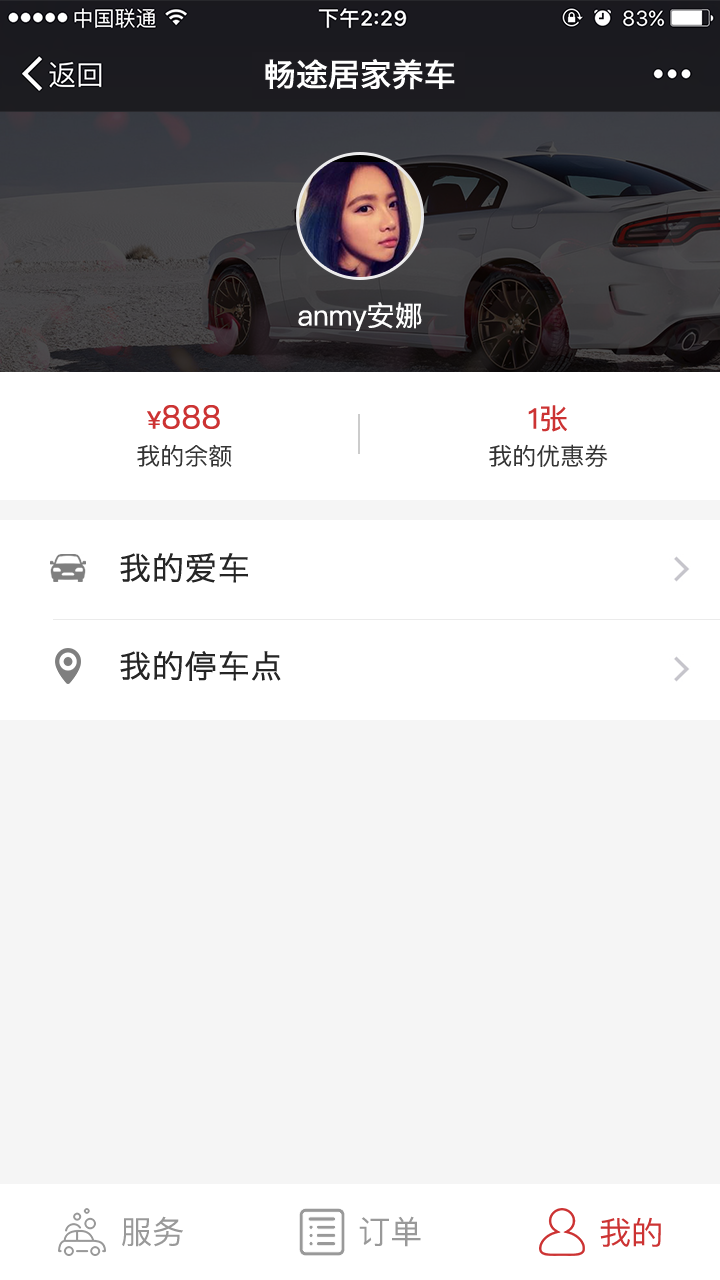 中国联通 下午2:29 83%
返回 畅途居家养车
anmy安娜
¥888 1张
我的余额 我的优惠券
我的爱车
我的停车点
服务 订单 我的